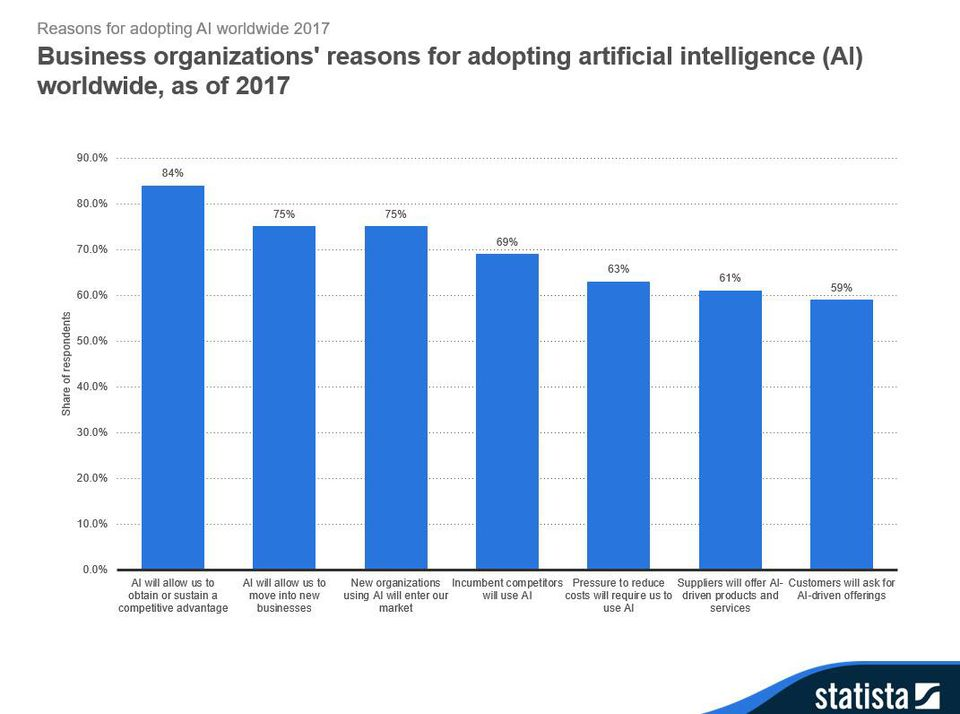 Reasons for adopting AI worldwide 2017
Business organizations' reasons for adopting artificial intelligence (AI)
worldwide, as of 2017
90.0%
80.0%
70.0%
60.0%
50.0%
40.0%
30.0%
20.0%
10.0%
0.0%
Share of respondents
84%
75%
75%
69%
63%
61%
59%
AI will allow us to
obtain or sustain a
competitive advantage
AI will allow us to
move into new
businesses
New organizations
using AI will enter our
market
Incumbent competitors
will use AI
Pressure to reduce
costs will require us to
use AI
Suppliers will offer AI-
driven products and
services
Customers will ask for
AI-driven offerings
statista